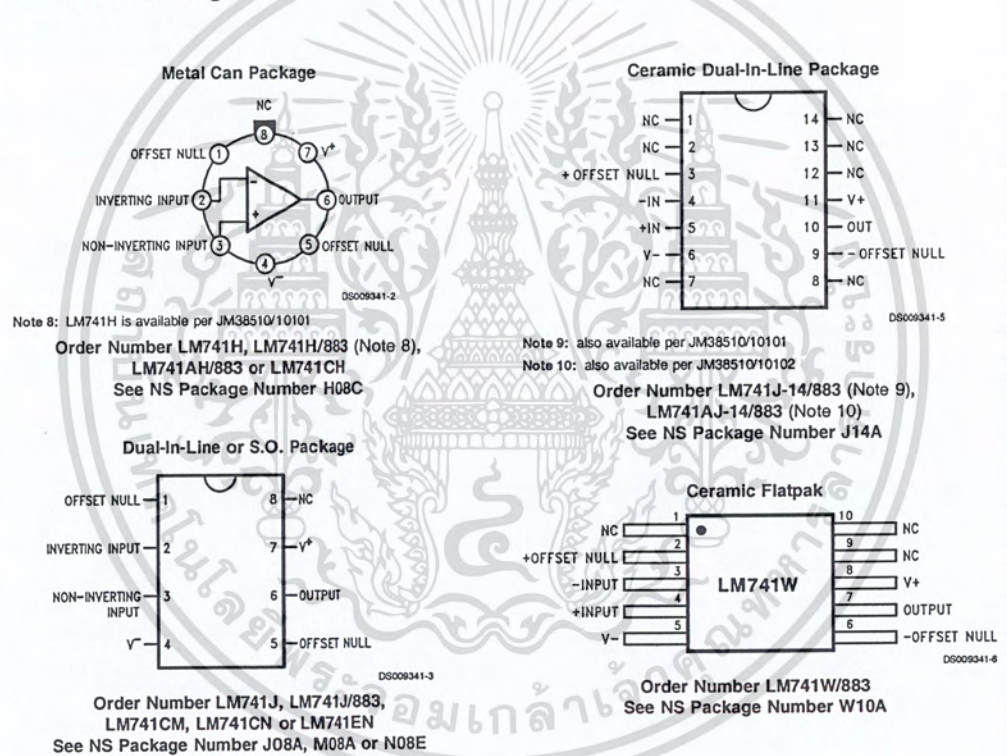 Metal Can Package
NC
8
OFFSET NULL 1
7 V+
INVERTING INPUT 2
−
6 OUTPUT
+
NON-INVERTING INPUT 3
5 OFFSET NULL
4
V−
DS009341-2
Note 8: LM741H is available per JM38510/10101
Order Number LM741H, LM741H/883 (Note 8),
LM741AH/883 or LM741CH
See NS Package Number H08C
Ceramic Dual-In-Line Package
NC 1 14 NC
NC 2 13 NC
+ OFFSET NULL 3 12 NC
-IN 4 11 V+
+IN 5 10 OUT
V- 6 9 - OFFSET NULL
NC 7 8 NC
DS009341-5
Note 9: also available per JM38510/10101
Note 10: also available per JM38510/10102
Order Number LM741J-14/883 (Note 9),
LM741AJ-14/883 (Note 10)
See NS Package Number J14A
Dual-In-Line or S.O. Package
OFFSET NULL 1 8 NC
INVERTING INPUT 2 7 V+
NON-INVERTING 3 6 OUTPUT
INPUT
V− 4 5 OFFSET NULL
DS009341-3
Order Number LM741J, LM741J/883,
LM741CM, LM741CN or LM741EN
See NS Package Number J08A, M08A or N08E
Ceramic Flatpak
NC 1 10 NC
+OFFSET NULL 2 9 NC
-INPUT 3 8 V+
+INPUT 4 7 OUTPUT
V- 5 6 -OFFSET NULL
LM741W
DS009341-6
Order Number LM741W/883
See NS Package Number W10A